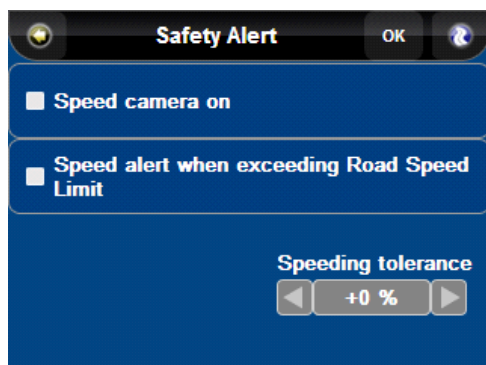 Safety Alert
OK
Speed camera on
Speed alert when exceeding Road Speed
Limit
Speeding tolerance
+0 %